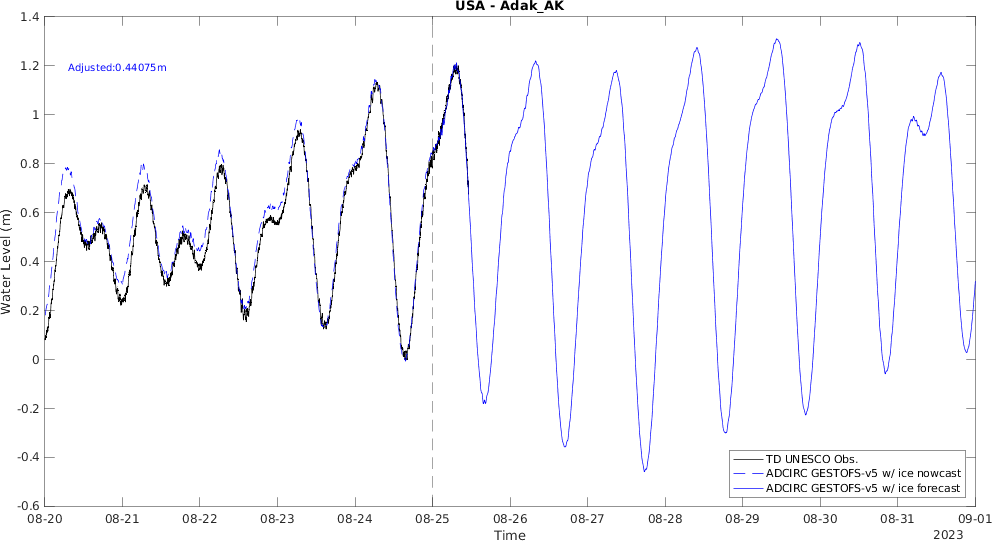 USA - Adak_AK
1.4
1.2
1
0.8
0.6
0.4
0.2
0
-0.2
-0.4
-0.6
Water Level (m)
Adjusted:0.44075m
TD UNESCO Obs.
ADCIRC GESTOFS-v5 w/ ice nowcast
ADCIRC GESTOFS-v5 w/ ice forecast
08-20 08-21 08-22 08-23 08-24 08-25 08-26 08-27 08-28 08-29 08-30 08-31 09-01
Time
2023